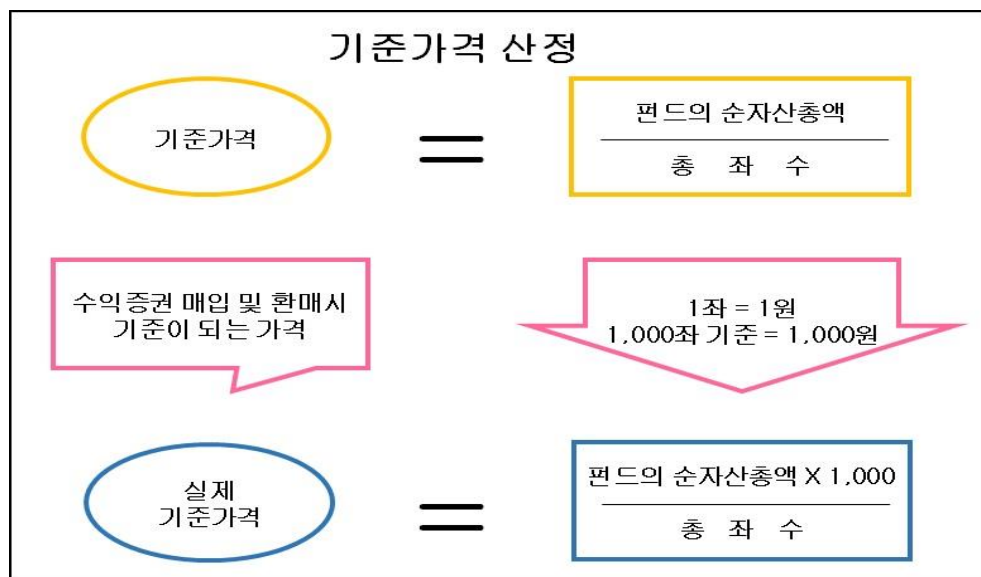 기준가격 산정
기준가격
=
펀드의 순자산총액
총 좌 수
수익증권 매입 및 환매시
기준이 되는 가격
1좌 = 1원
1,000좌 기준 = 1,000원
실제
기준가격
=
펀드의 순자산총액 X 1,000
총 좌 수